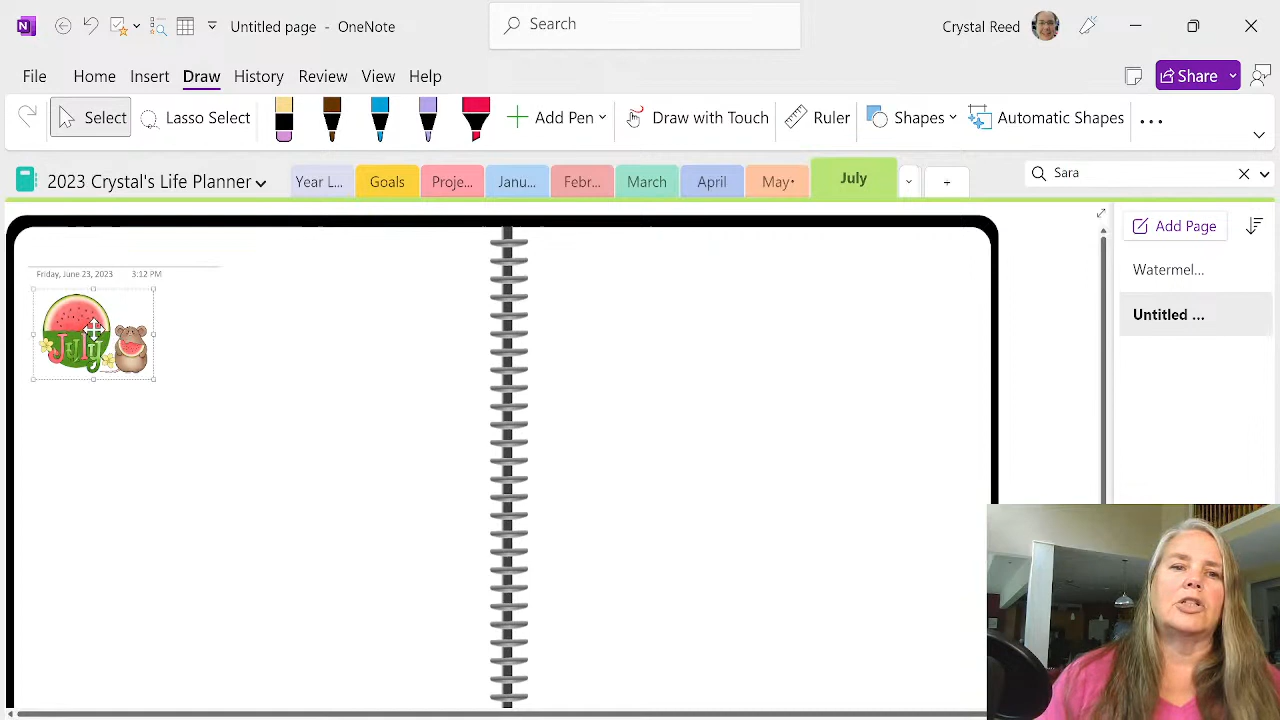 Untitled page - OneNote
Search
Crystal Reed
File
Home
Insert
Draw
History
Review
View
Help
Share
Select
Lasso Select
Add Pen
Draw with Touch
Ruler
Shapes
Automatic Shapes
2023 Crystal's Life Planner
Year L...
Goals
Proje...
Janu...
Febr...
March
April
May•
July
Sara
Add Page
Friday, June 23, 2023
3:12 PM
July
Watermel...
Untitled ...